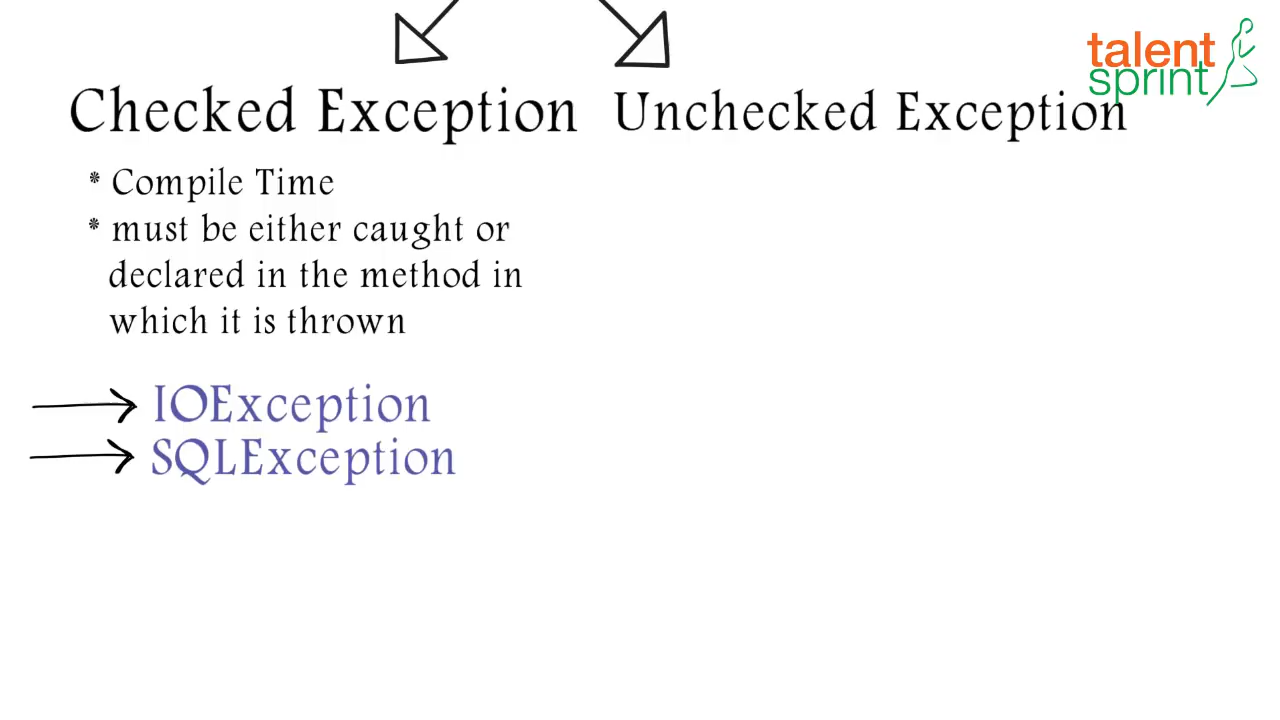 talent
sprint
Checked Exception
Unchecked Exception
* Compile Time
* must be either caught or
declared in the method in
which it is thrown
IOException
SQLException